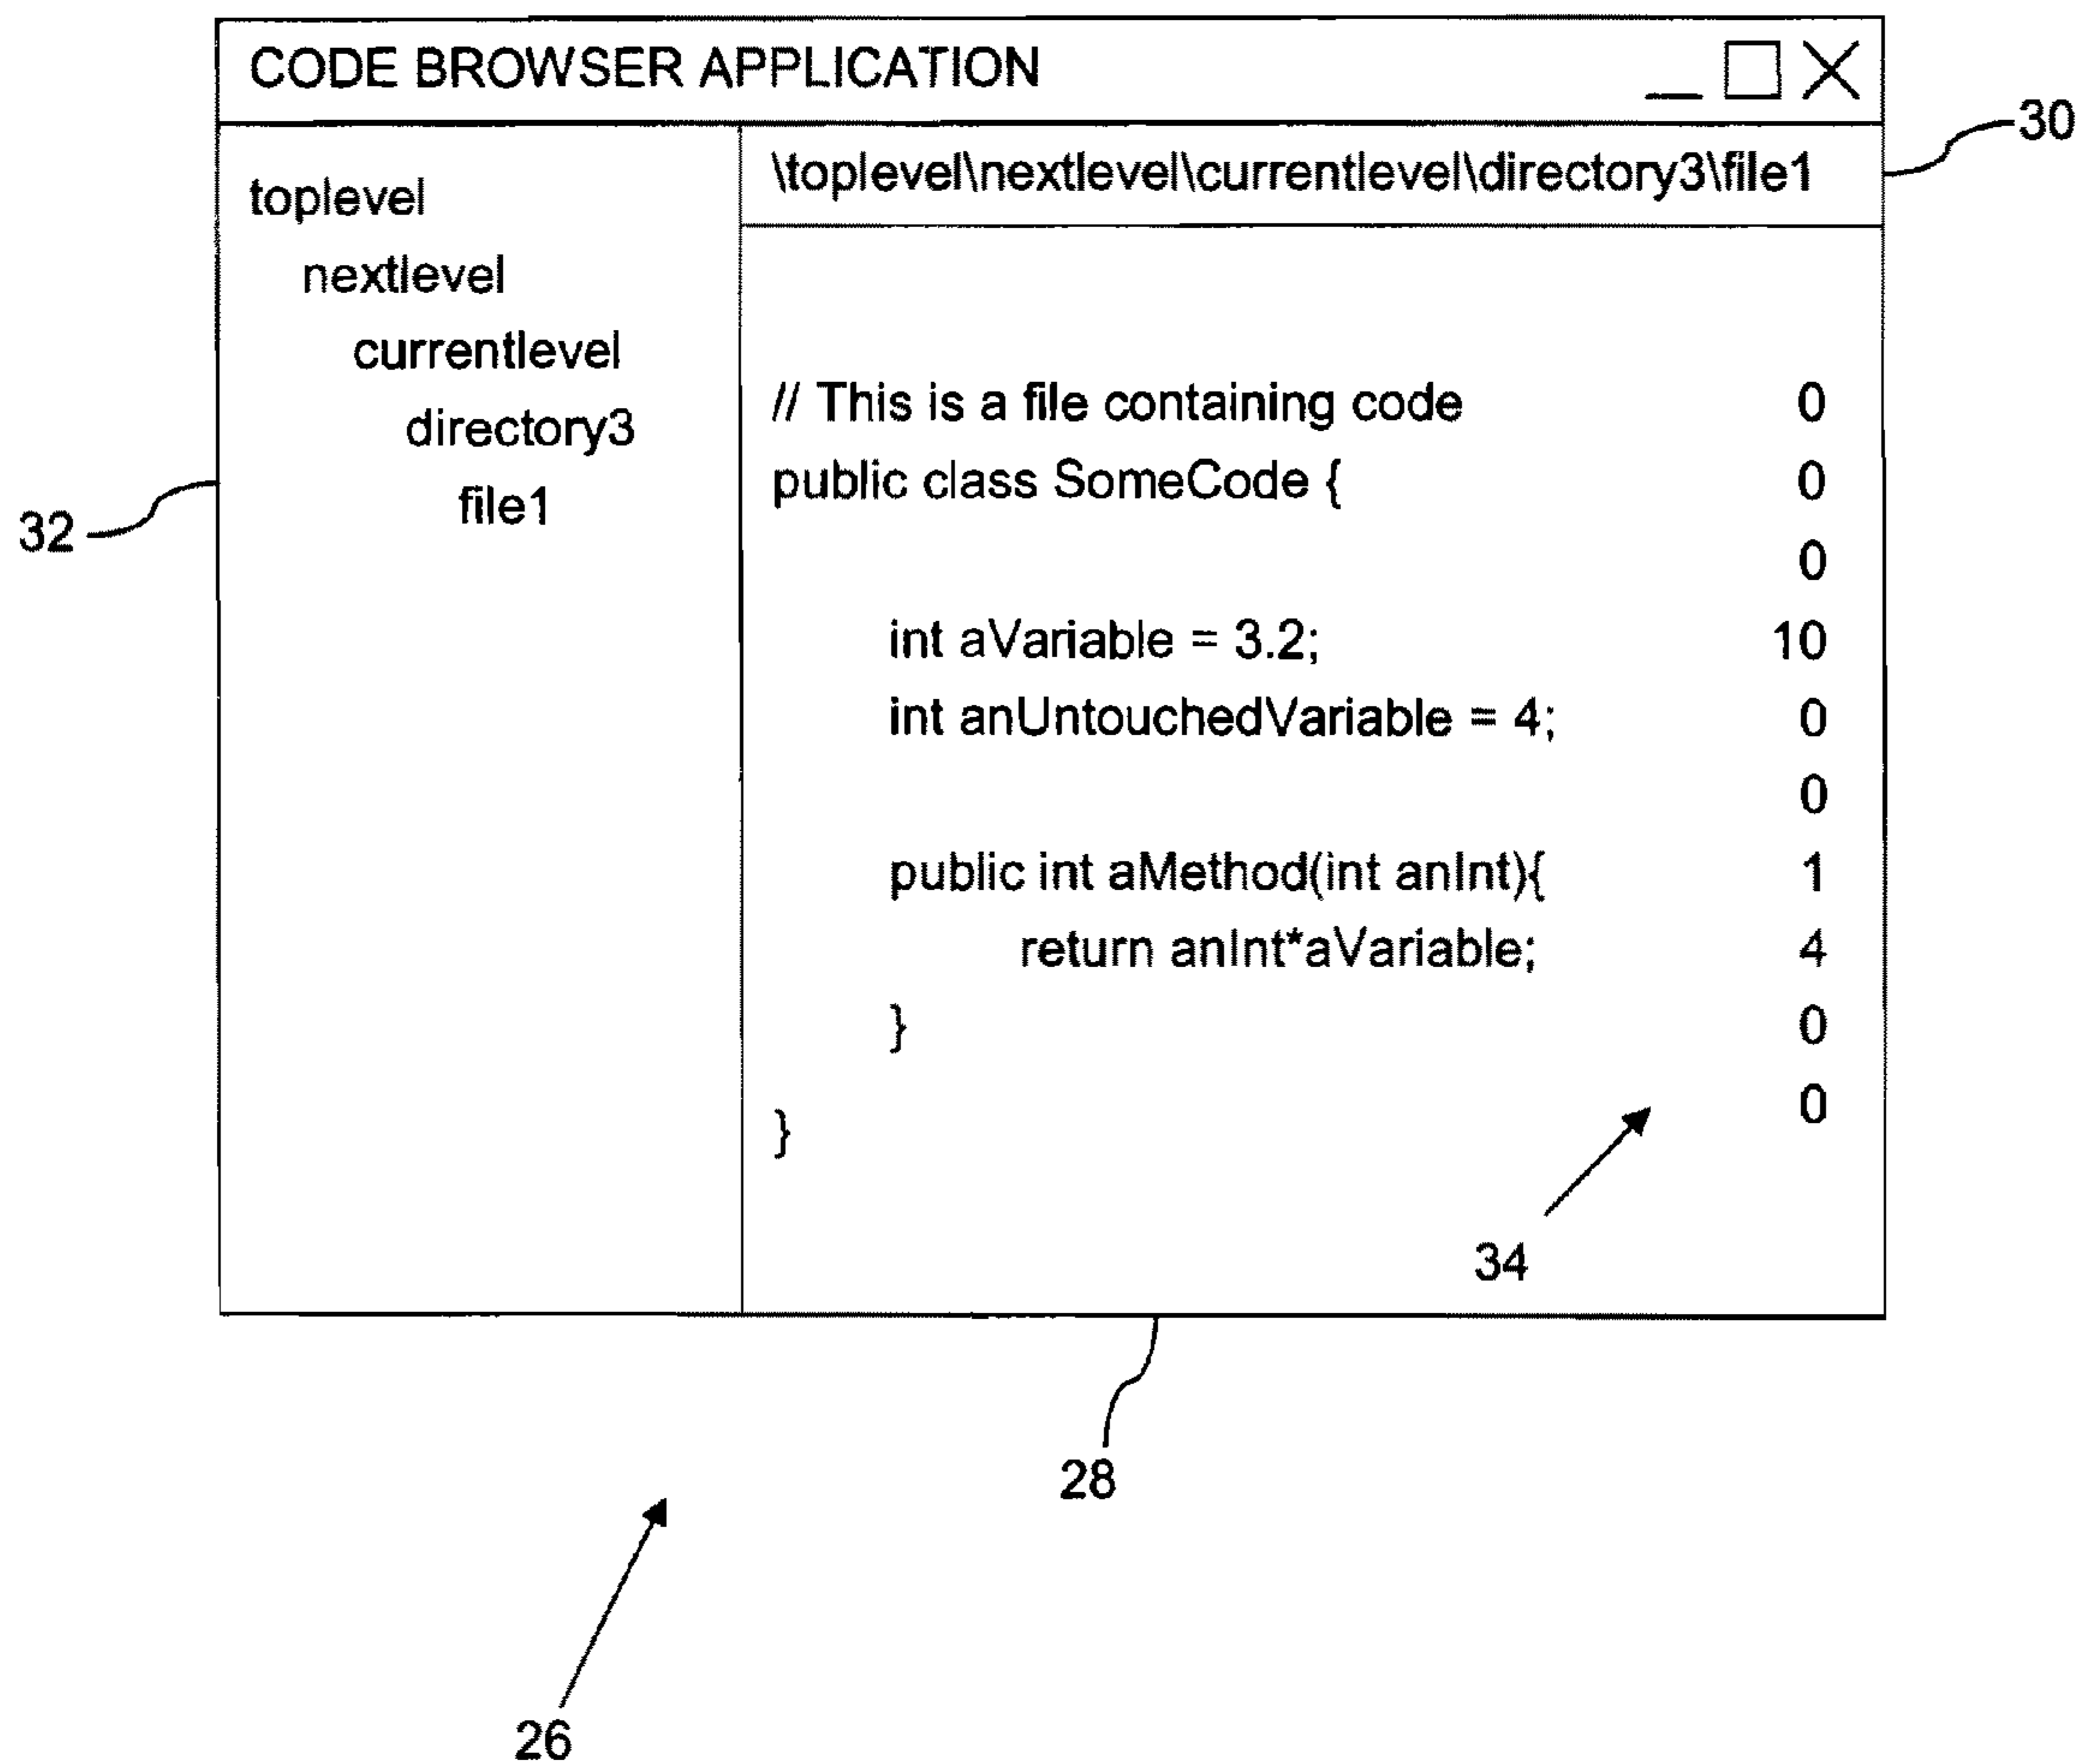 CODE BROWSER APPLICATION
30
\toplevel\nextlevel\currentlevel\directory3\file1
toplevel
nextlevel
currentlevel
directory3
file1
32
// This is a file containing code 0
public class SomeCode { 0
0
int aVariable = 3.2; 10
int anUntouchedVariable = 4; 0
0
public int aMethod(int anInt){ 1
return anInt*aVariable; 4
} 0
} 0
34
28
26